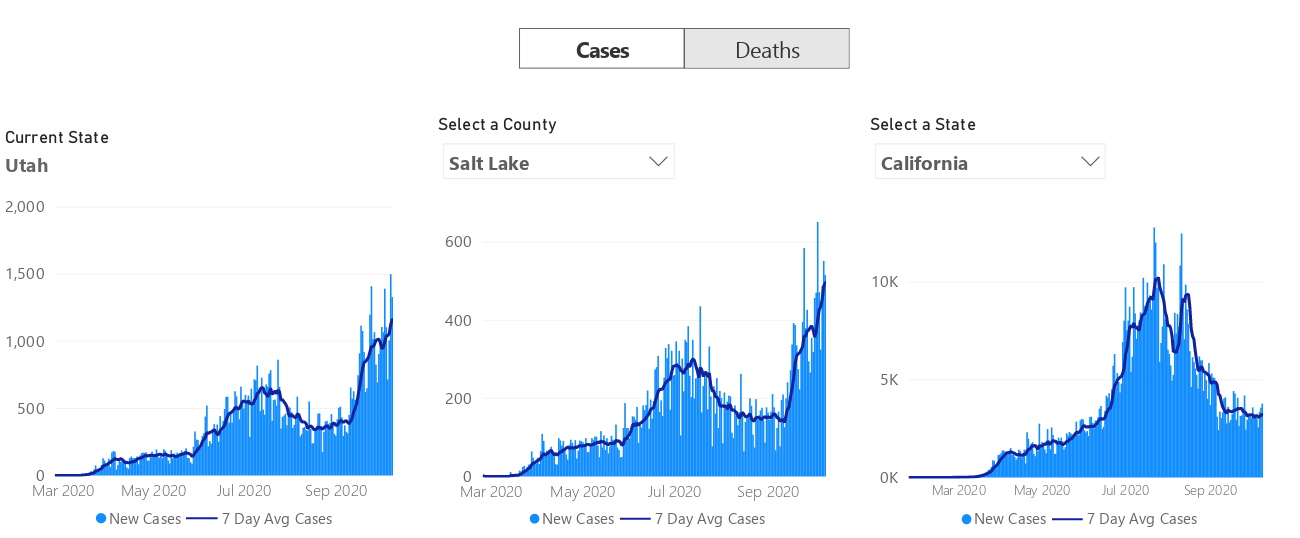 Cases Deaths
Current State
Utah
2,000
1,500
1,000
500
0
Mar 2020 May 2020 Jul 2020 Sep 2020
New Cases 7 Day Avg Cases
Select a County
Salt Lake
600
400
200
0
Mar 2020 May 2020 Jul 2020 Sep 2020
New Cases 7 Day Avg Cases
Select a State
California
10K
5K
0K
Mar 2020 May 2020 Jul 2020 Sep 2020
New Cases 7 Day Avg Cases